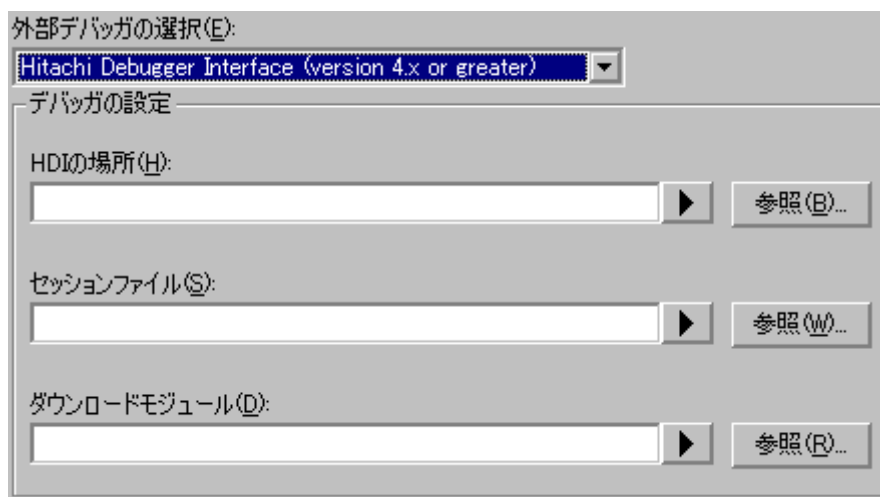 外部デバッガの選択(E):
Hitachi Debugger Interface (version 4.x or greater)
デバッガの設定
HDIの場所(H):
参照(B)...
セッションファイル(S):
参照(W)...
ダウンロードモジュール(D):
参照(R)...